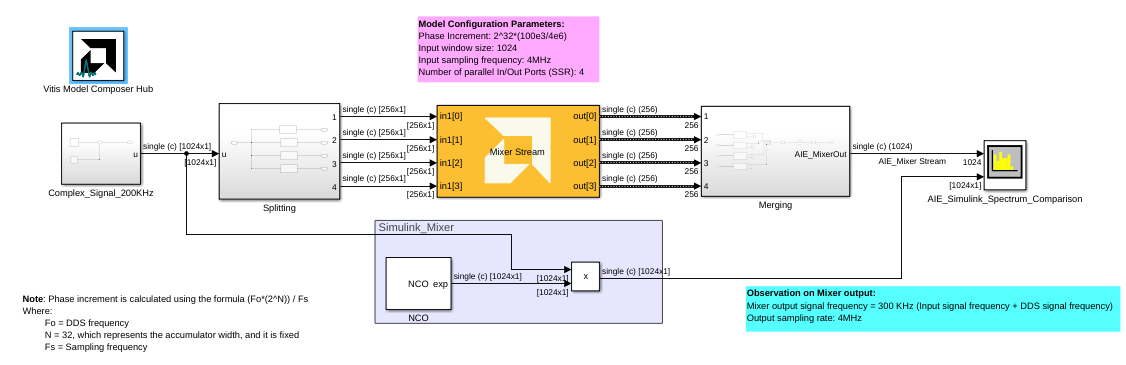 Model Configuration Parameters:
Phase Increment: 2^32*(100e3/4e6)
Input window size: 1024
Input sampling frequency: 4MHz
Number of parallel In/Out Ports (SSR): 4
Vitis Model Composer Hub
u
single (c) [1024x1]
[1024x1]
Complex_Signal_200KHz
u
1
2
3
4
Splitting
single (c) [256x1]
[256x1]
single (c) [256x1]
[256x1]
single (c) [256x1]
[256x1]
single (c) [256x1]
[256x1]
in1[0]
in1[1]
in1[2]
in1[3]
Mixer Stream
out[0]
out[1]
out[2]
out[3]
single (c) (256)
256
single (c) (256)
256
single (c) (256)
256
single (c) (256)
256
1
2
3
4
AIE_MixerOut
Merging
single (c) (1024)
AIE_Mixer Stream
1024
[1024x1]
AIE_Simulink_Spectrum_Comparison
Simulink_Mixer
NCO exp
NCO
single (c) [1024x1]
[1024x1]
[1024x1]
x
single (c) [1024x1]
Note: Phase increment is calculated using the formula (Fo*(2^N)) / Fs
Where:
Fo = DDS frequency
N = 32, which represents the accumulator width, and it is fixed
Fs = Sampling frequency
Observation on Mixer output:
Mixer output signal frequency = 300 KHz (Input signal frequency + DDS signal frequency)
Output sampling rate: 4MHz